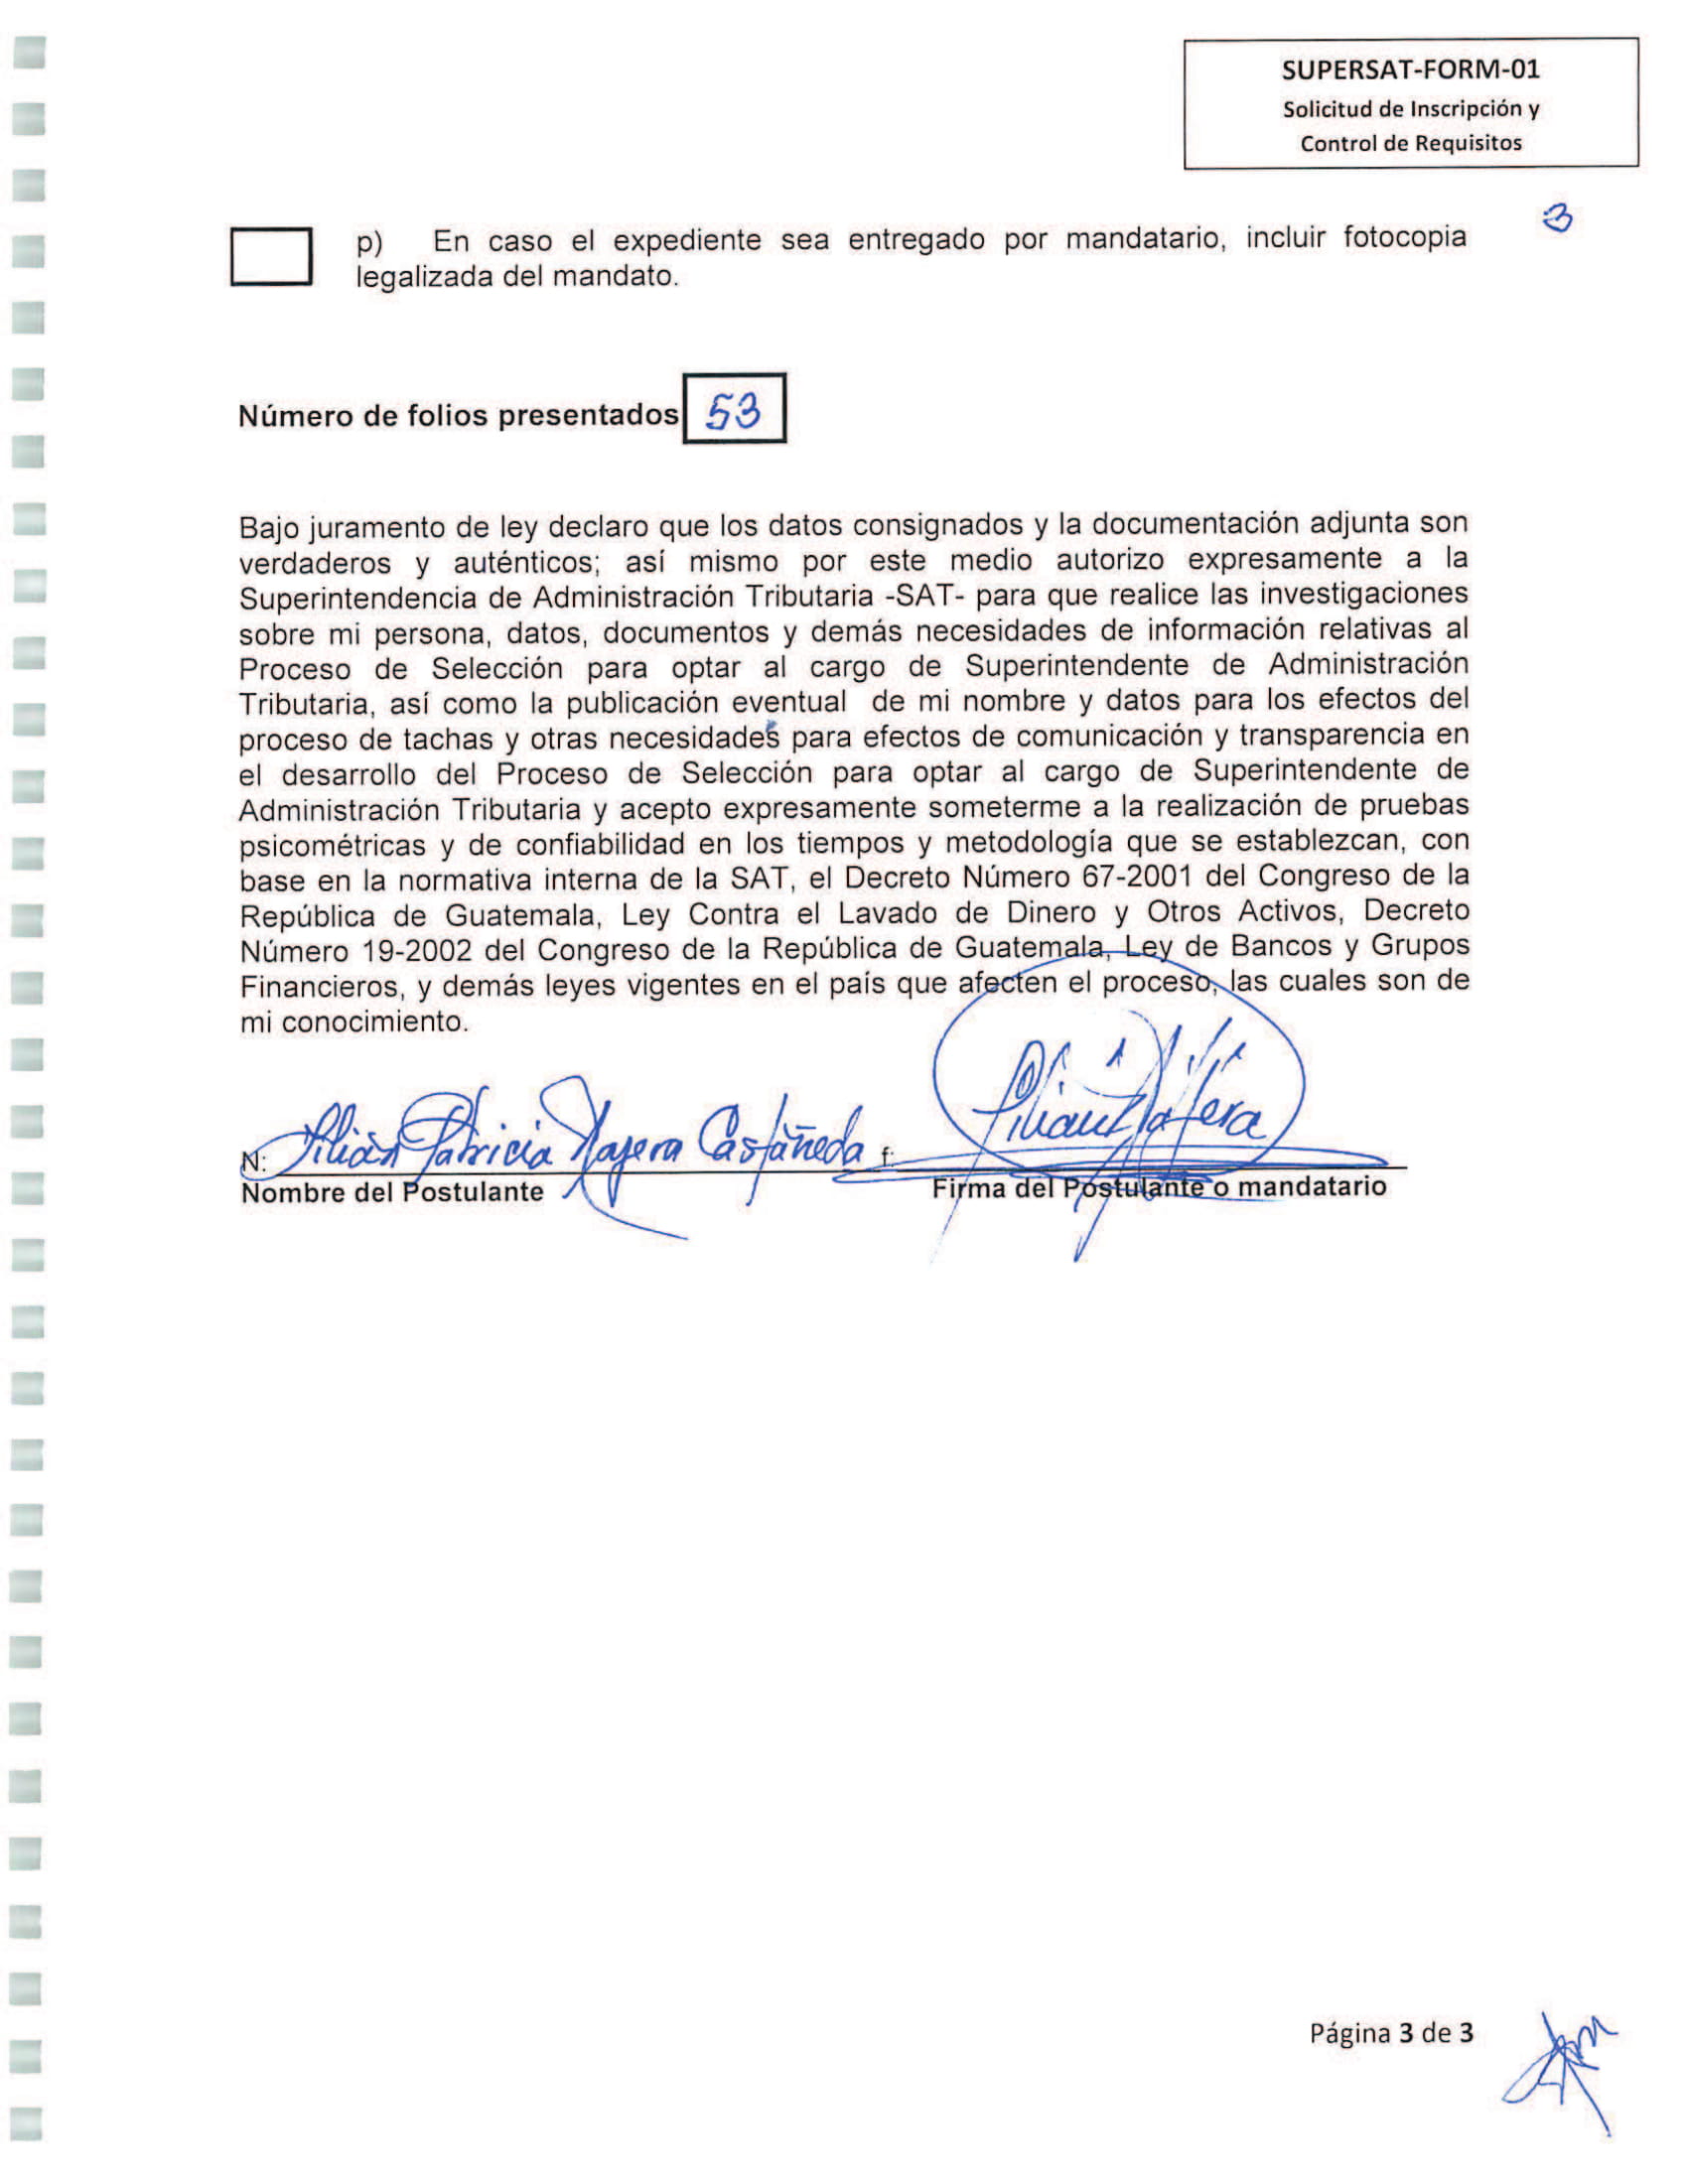 SUPERSAT-FORM-01
Solicitud de Inscripción y
Control de Requisitos
3
p) En caso el expediente sea entregado por mandatario, incluir fotocopia
legalizada del mandato.
Número de folios presentados 53
Bajo juramento de ley declaro que los datos consignados y la documentación adjunta son
verdaderos y auténticos; así mismo por este medio autorizo expresamente a la
Superintendencia de Administración Tributaria -SAT- para que realice las investigaciones
sobre mi persona, datos, documentos y demás necesidades de información relativas al
Proceso de Selección para optar al cargo de Superintendente de Administración
Tributaria, así como la publicación eventual de mi nombre y datos para los efectos del
proceso de tachas y otras necesidades para efectos de comunicación y transparencia en
el desarrollo del Proceso de Selección para optar al cargo de Superintendente de
Administración Tributaria y acepto expresamente someterme a la realización de pruebas
psicométricas y de confiabilidad en los tiempos y metodología que se establezcan, con
base en la normativa interna de la SAT, el Decreto Número 67-2001 del Congreso de la
República de Guatemala, Ley Contra el Lavado de Dinero y Otros Activos, Decreto
Número 19-2002 del Congreso de la República de Guatemala, Ley de Bancos y Grupos
Financieros, y demás leyes vigentes en el país que afecten el proceso, las cuales son de
mi conocimiento.
N: Lilian Patricia Najera Castañeda f:
Nombre del Postulante Firma del Postulante o mandatario
Página 3 de 3